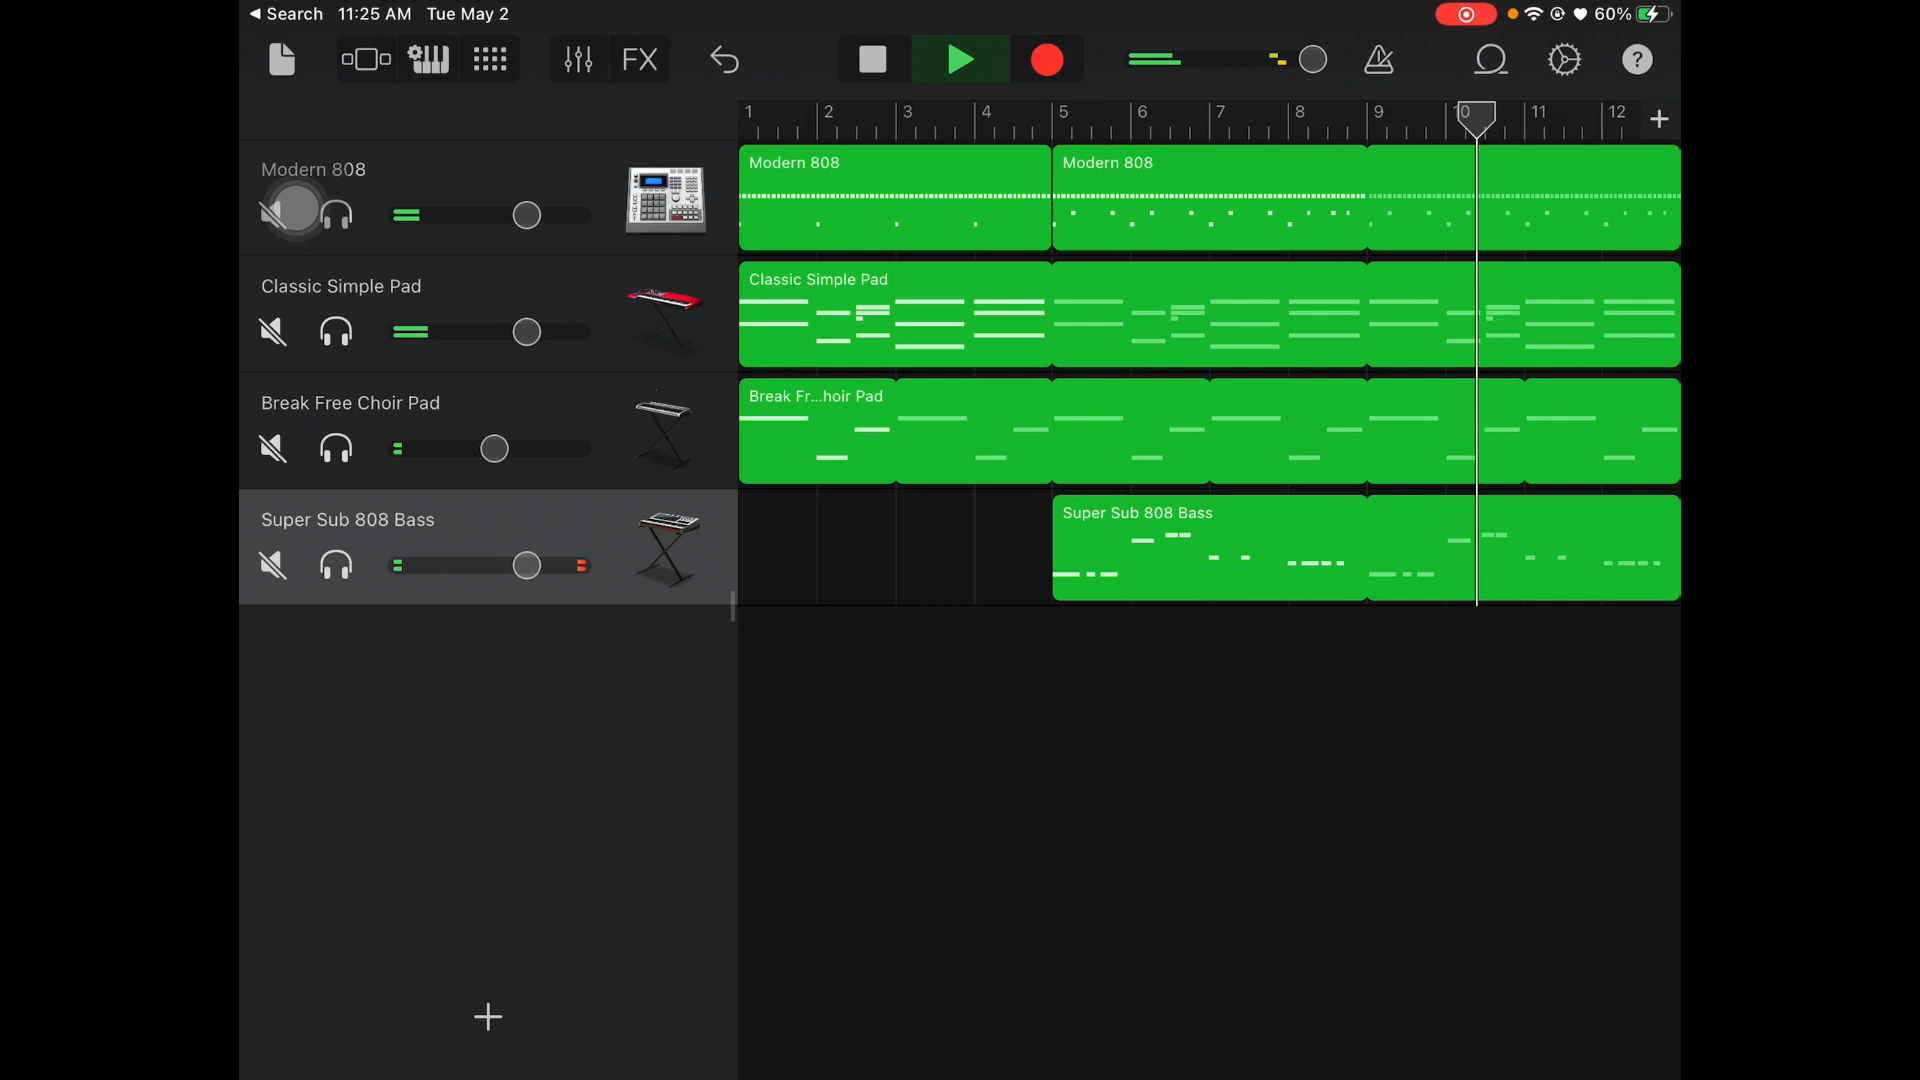 Search 11:25 AM Tue May 2 60%
FX ?
1 2 3 4 5 6 7 8 9 10 11 12
Modern 808
Modern 808 Modern 808
Classic Simple Pad
Classic Simple Pad
Break Free Choir Pad
Break Fr...hoir Pad
Super Sub 808 Bass
Super Sub 808 Bass